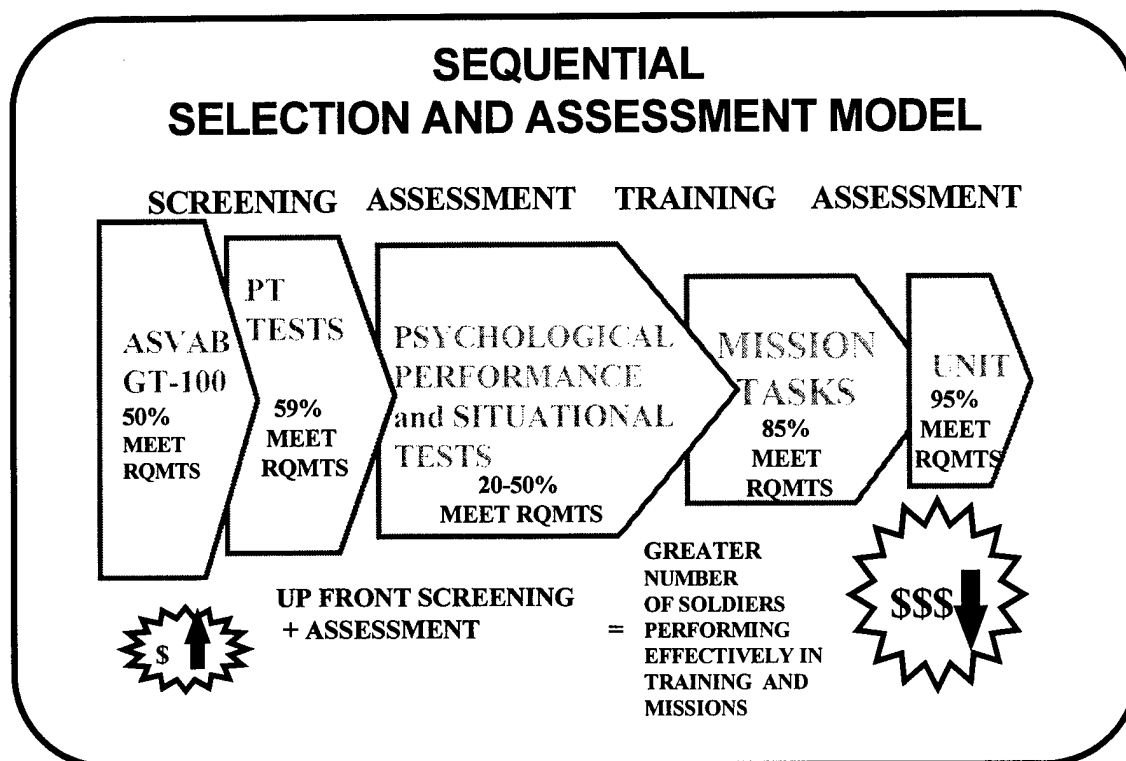 SEQUENTIAL
SELECTION AND ASSESSMENT MODEL
SCREENING ASSESSMENT TRAINING ASSESSMENT
ASVAB
GT-100
50%
MEET
RQMTS
PT
TESTS
59%
MEET
RQMTS
PSYCHOLOGICAL
PERFORMANCE
and SITUATIONAL
TESTS
20-50%
MEET RQMTS
MISSION
TASKS
85%
MEET
RQMTS
UNIT
95%
MEET
RQMTS
$
UP FRONT SCREENING
+ ASSESSMENT
=
GREATER
NUMBER
OF SOLDIERS
PERFORMING
EFFECTIVELY IN
TRAINING AND
MISSIONS
$$$